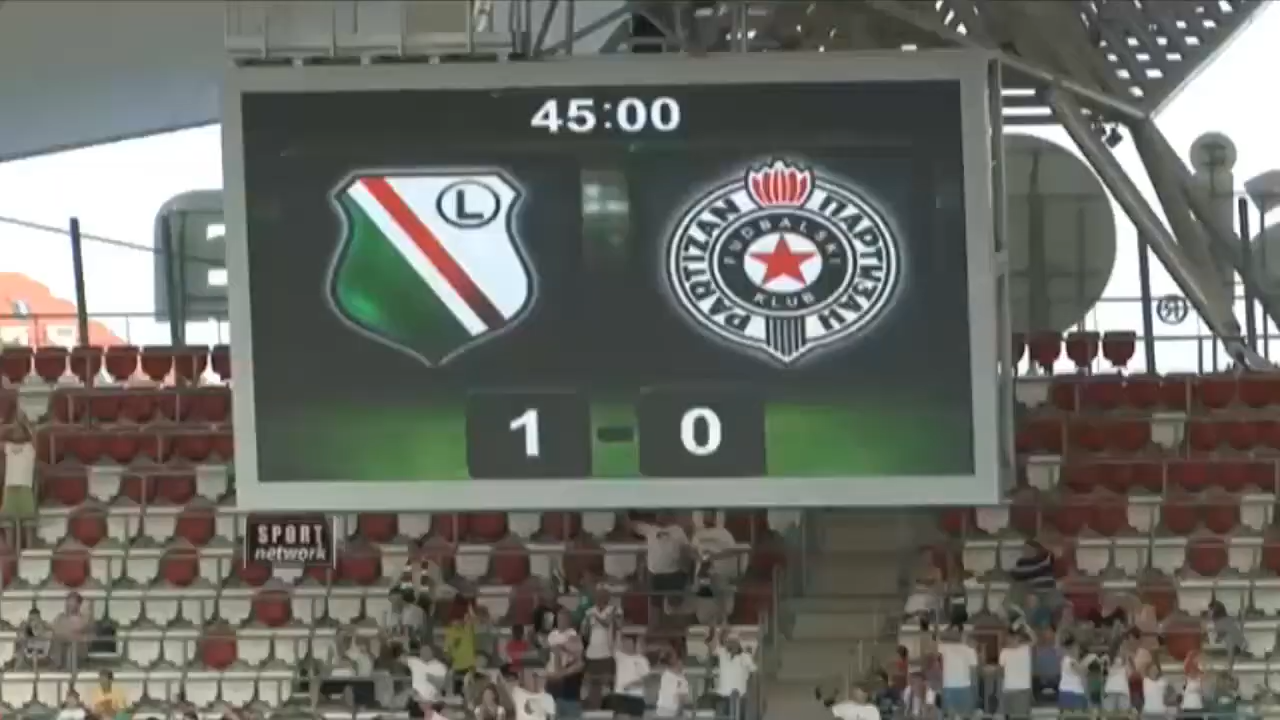 45:00
L
PARTIZAN ПАРТИЗАН
FUDBALSKI
KLUB
1 - 0
SPORT
network